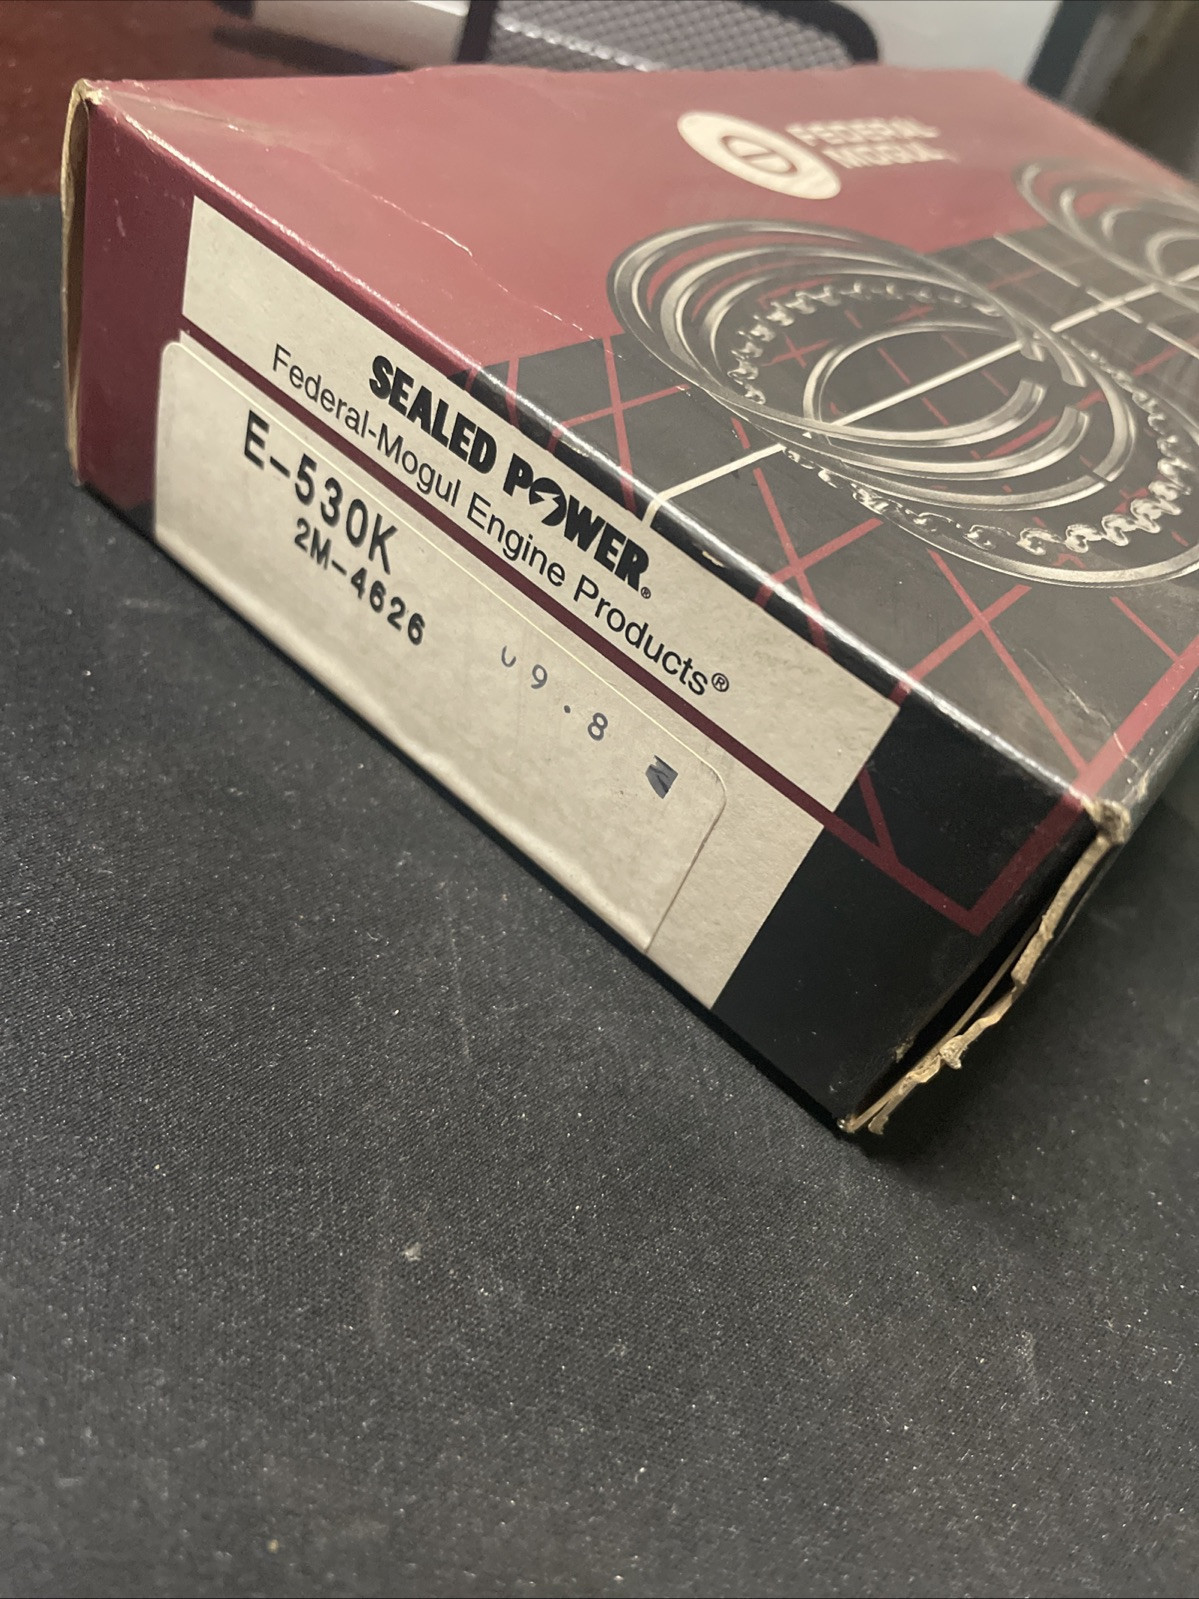 FEDERAL
MOGUL
SEALED POWER®
Federal-Mogul Engine Products®
E-530K
2M-4626
09.8